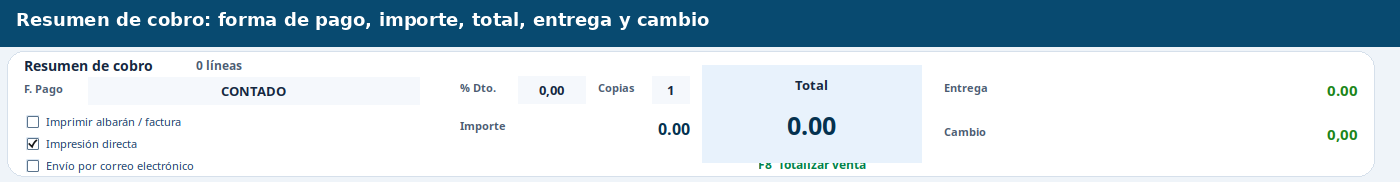 Resumen de cobro: forma de pago, importe, total, entrega y cambio
Resumen de cobro 0 líneas
F. Pago CONTADO
% Dto. 0,00 Copias 1
Total
Entrega 0.00
Imprimir albarán / factura
Importe 0.00
0.00
Cambio 0,00
Impresión directa
Envío por correo electrónico
F8 Totalizar venta